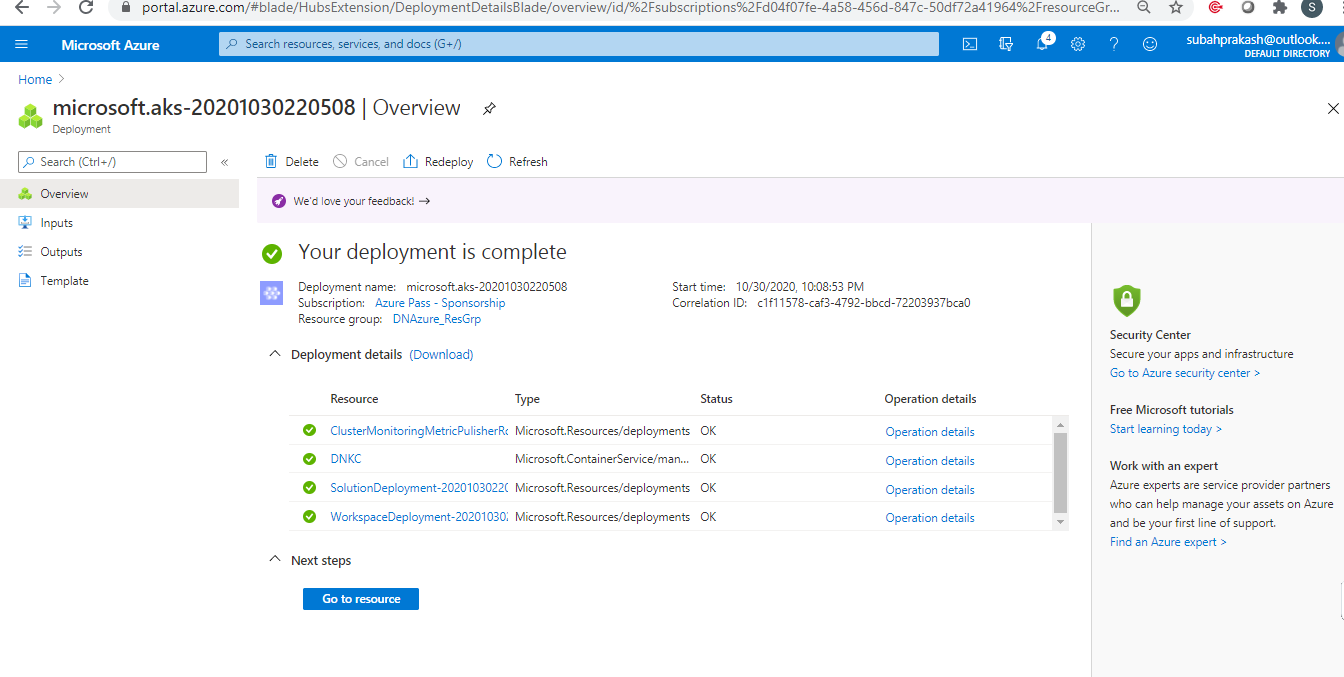 portal.azure.com/#blade/HubsExtension/DeploymentDetailsBlade/overview/id/%2Fsubscriptions%2Fd04f07fe-4a58-456d-847c-50df72a41964%2FresourceGr...
S
Microsoft Azure
Search resources, services, and docs (G+/)
4
subahprakash@outlook....
DEFAULT DIRECTORY
Home
microsoft.aks-20201030220508 | Overview
Deployment
Search (Ctrl+/)
«
Delete
Cancel
Redeploy
Refresh
Overview
Inputs
Outputs
Template
We'd love your feedback! →
Your deployment is complete
Deployment name: microsoft.aks-20201030220508
Subscription: Azure Pass - Sponsorship
Resource group: DNAzure_ResGrp
Start time: 10/30/2020, 10:08:53 PM
Correlation ID: c1f11578-caf3-4792-bbcd-72203937bca0
Deployment details (Download)
Resource Type Status Operation details
ClusterMonitoringMetricPulisherRo Microsoft.Resources/deployments OK Operation details
DNKC Microsoft.ContainerService/man... OK Operation details
SolutionDeployment-2020103022 Microsoft.Resources/deployments OK Operation details
WorkspaceDeployment-20201030 Microsoft.Resources/deployments OK Operation details
Next steps
Go to resource
Security Center
Secure your apps and infrastructure
Go to Azure security center >
Free Microsoft tutorials
Start learning today >
Work with an expert
Azure experts are service provider partners
who can help manage your assets on Azure
and be your first line of support.
Find an Azure expert >